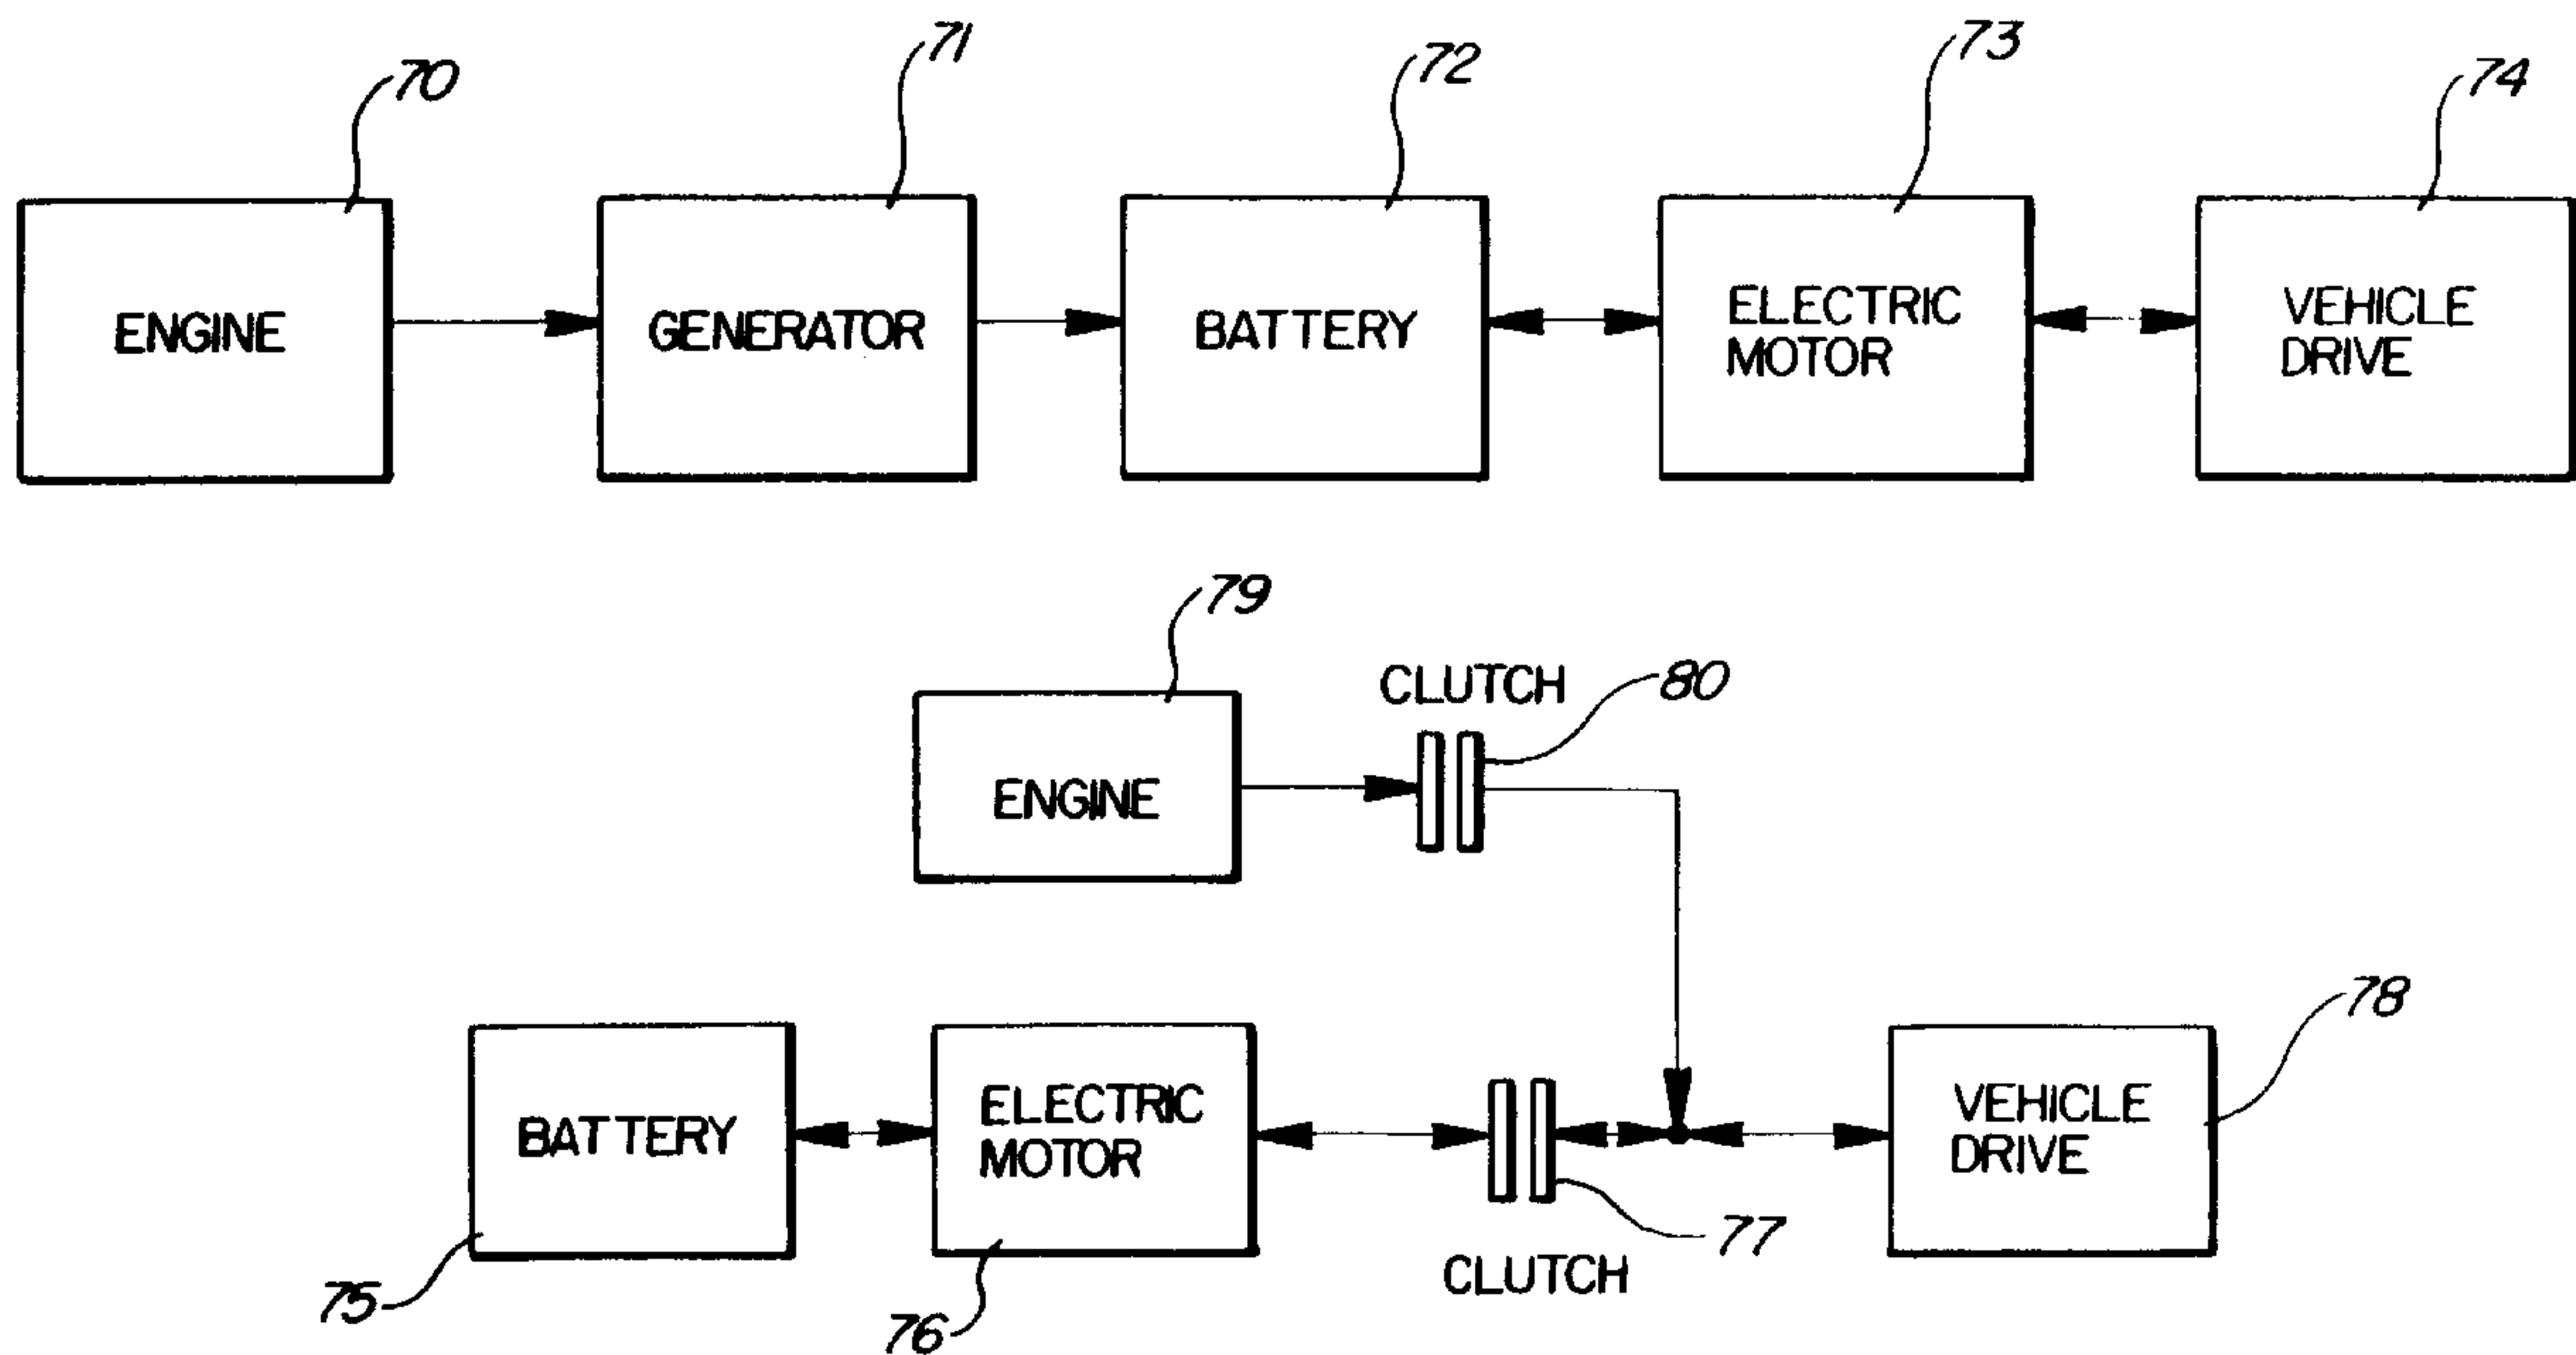 70
71
72
73
74
ENGINE
GENERATOR
BATTERY
ELECTRIC
MOTOR
VEHICLE
DRIVE
79
CLUTCH
80
ENGINE
78
BATTERY
ELECTRIC
MOTOR
VEHICLE
DRIVE
77
CLUTCH
75
76